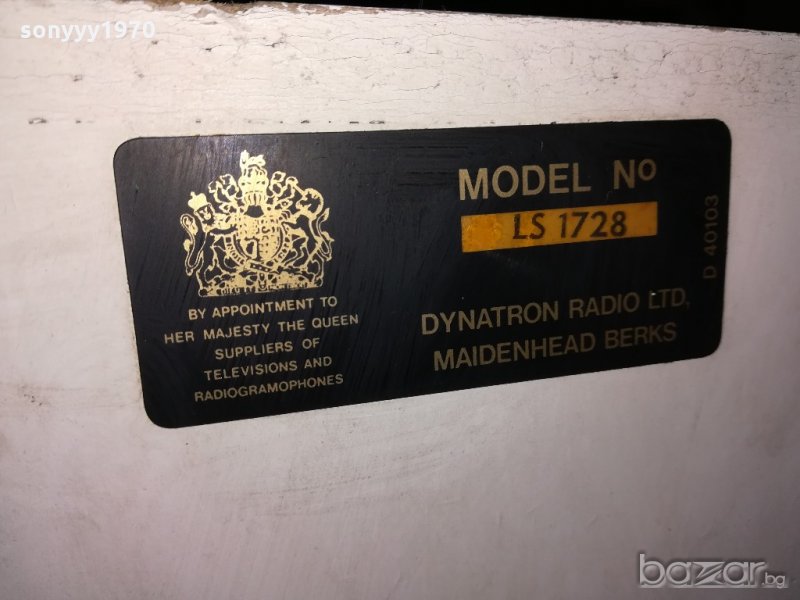 sonyyy1970
BY APPOINTMENT TO
HER MAJESTY THE QUEEN
SUPPLIERS OF
TELEVISIONS AND
RADIOGRAMOPHONES
MODEL NO
LS 1728
DYNATRON RADIO LTD,
MAIDENHEAD BERKS
D 40103
bazar.bg